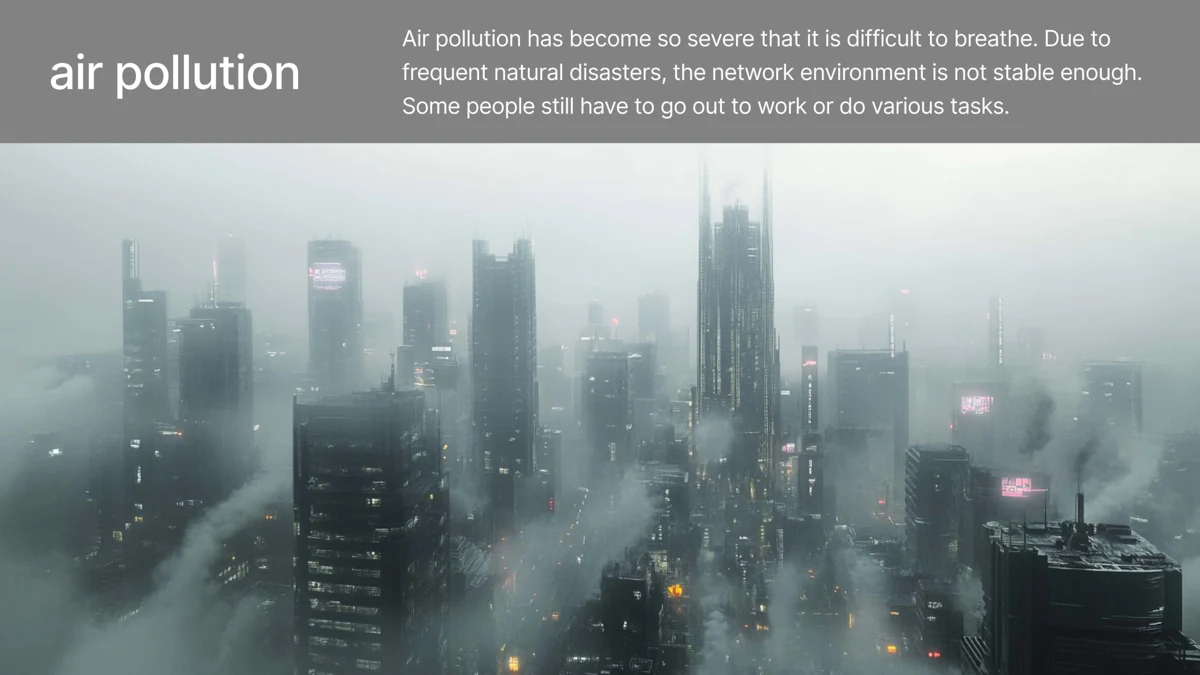 air pollution
Air pollution has become so severe that it is difficult to breathe. Due to
frequent natural disasters, the network environment is not stable enough.
Some people still have to go out to work or do various tasks.